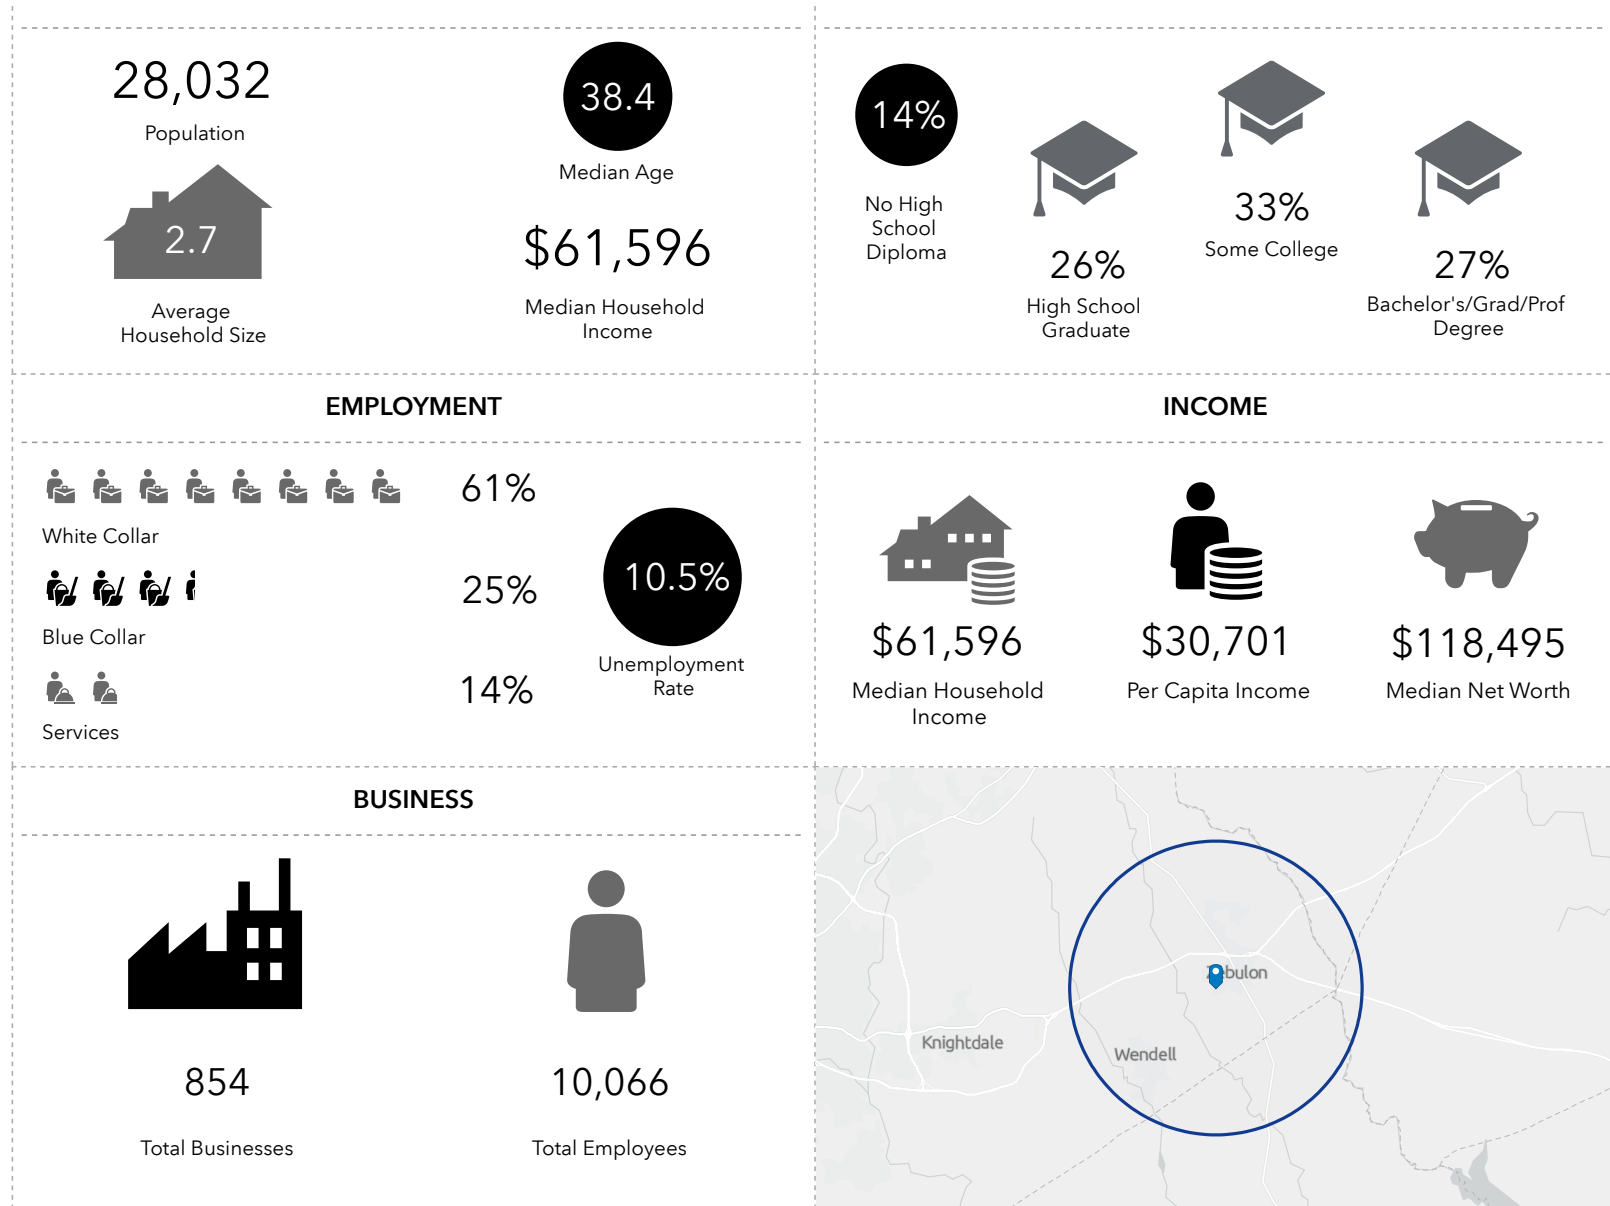 28,032
Population
2.7
Average
Household Size
38.4
Median Age
$61,596
Median Household
Income
14%
No High
School
Diploma
26%
High School
Graduate
33%
Some College
27%
Bachelor's/Grad/Prof
Degree
EMPLOYMENT
61%
White Collar
25%
Blue Collar
14%
Services
10.5%
Unemployment
Rate
INCOME
$61,596
Median Household
Income
$30,701
Per Capita Income
$118,495
Median Net Worth
BUSINESS
854
Total Businesses
10,066
Total Employees
Zebulon
Knightdale
Wendell